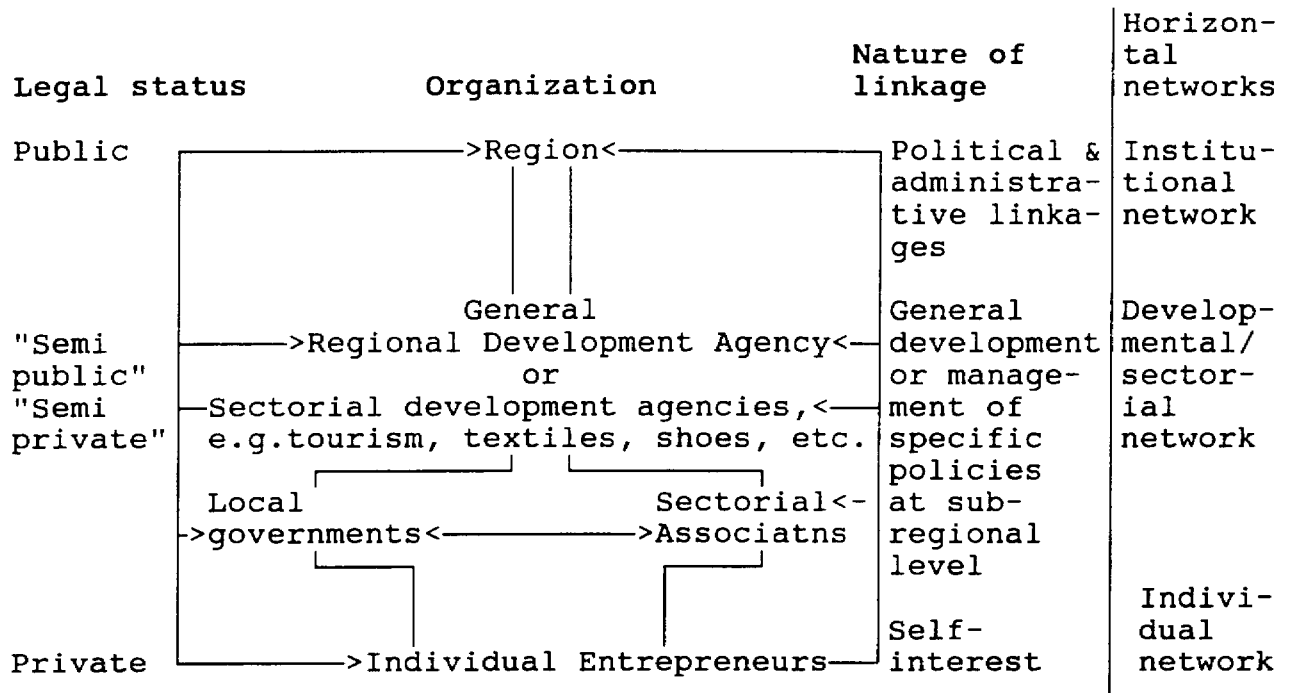 Horizon-
Nature of tal
Legal status Organization linkage networks
Public >Region< Political & Institu-
administra- tional
tive linka- network
ges
General General Develop-
"Semi >Regional Development Agency< development mental/
public" or or manage- sector-
"Semi Sectorial development agencies,< ment of ial
private" e.g.tourism, textiles, shoes, etc. specific network
policies
Local Sectorial<- at sub-
->governments< >Associatns regional
level
Indivi-
Self- dual
Private >Individual Entrepreneurs interest network